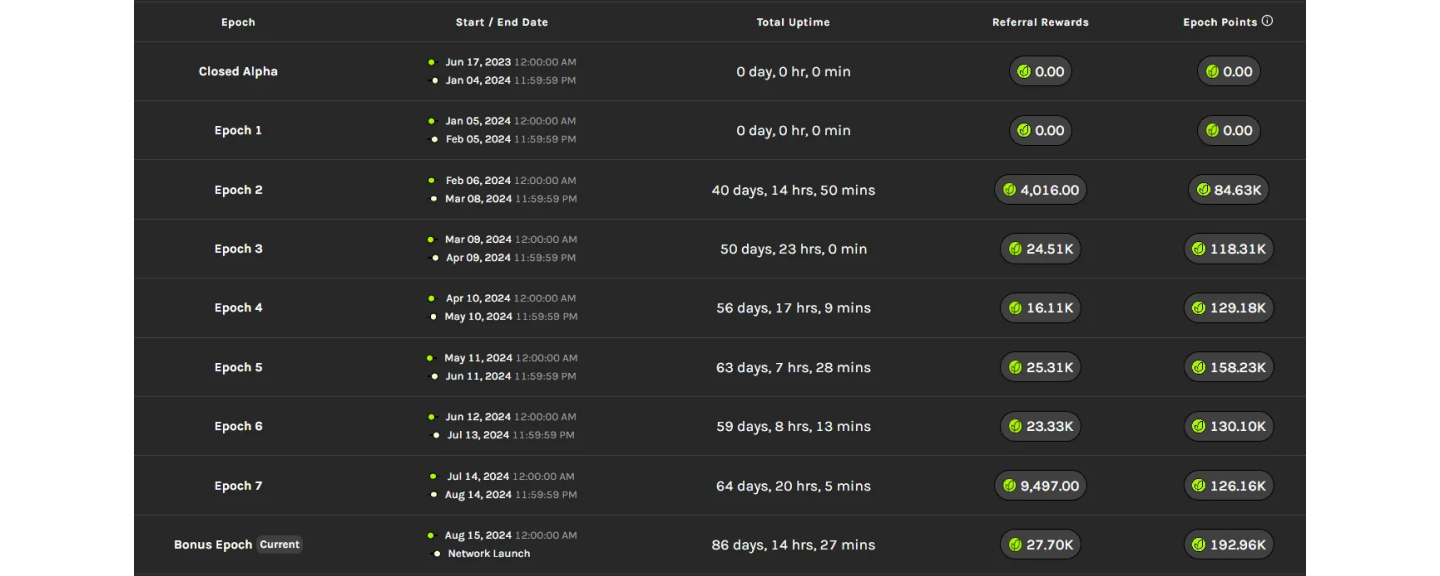 Epoch Start / End Date Total Uptime Referral Rewards Epoch Points
Closed Alpha Jun 17, 2023 12:00:00 AM 0 day, 0 hr, 0 min 0.00 0.00
Jan 04, 2024 11:59:59 PM
Epoch 1 Jan 05, 2024 12:00:00 AM 0 day, 0 hr, 0 min 0.00 0.00
Feb 05, 2024 11:59:59 PM
Epoch 2 Feb 06, 2024 12:00:00 AM 40 days, 14 hrs, 50 mins 4,016.00 84.63K
Mar 08, 2024 11:59:59 PM
Epoch 3 Mar 09, 2024 12:00:00 AM 50 days, 23 hrs, 0 min 24.51K 118.31K
Apr 09, 2024 11:59:59 PM
Epoch 4 Apr 10, 2024 12:00:00 AM 56 days, 17 hrs, 9 mins 16.11K 129.18K
May 10, 2024 11:59:59 PM
Epoch 5 May 11, 2024 12:00:00 AM 63 days, 7 hrs, 28 mins 25.31K 158.23K
Jun 11, 2024 11:59:59 PM
Epoch 6 Jun 12, 2024 12:00:00 AM 59 days, 8 hrs, 13 mins 23.33K 130.10K
Jul 13, 2024 11:59:59 PM
Epoch 7 Jul 14, 2024 12:00:00 AM 64 days, 20 hrs, 5 mins 9,497.00 126.16K
Aug 14, 2024 11:59:59 PM
Bonus Epoch Current Aug 15, 2024 12:00:00 AM 86 days, 14 hrs, 27 mins 27.70K 192.96K
Network Launch